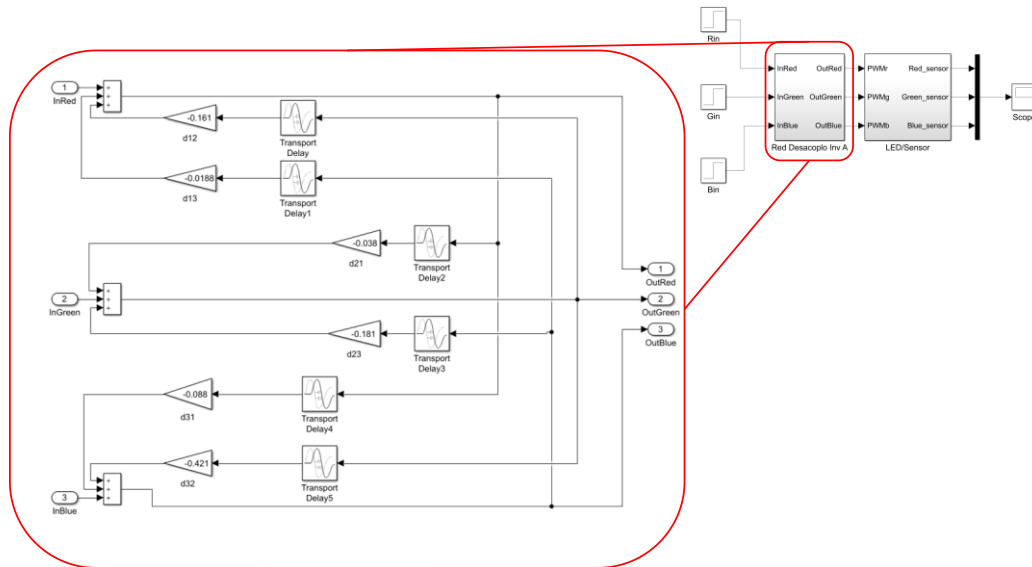 Rin
Gin
Bin
InRed
OutRed
InGreen
OutGreen
InBlue
OutBlue
Red Desacoplo Inv A
PWMr
Red_sensor
PWMg
Green_sensor
PWMb
Blue_sensor
LED/Sensor
Scope
1
InRed
+
+
+
-0.161
d12
Transport
Delay
-0.0188
d13
Transport
Delay1
-0.038
d21
Transport
Delay2
2
InGreen
+
+
+
-0.181
d23
Transport
Delay3
1
OutRed
2
OutGreen
3
OutBlue
-0.088
d31
Transport
Delay4
-0.421
d32
Transport
Delay5
+
+
+
3
InBlue